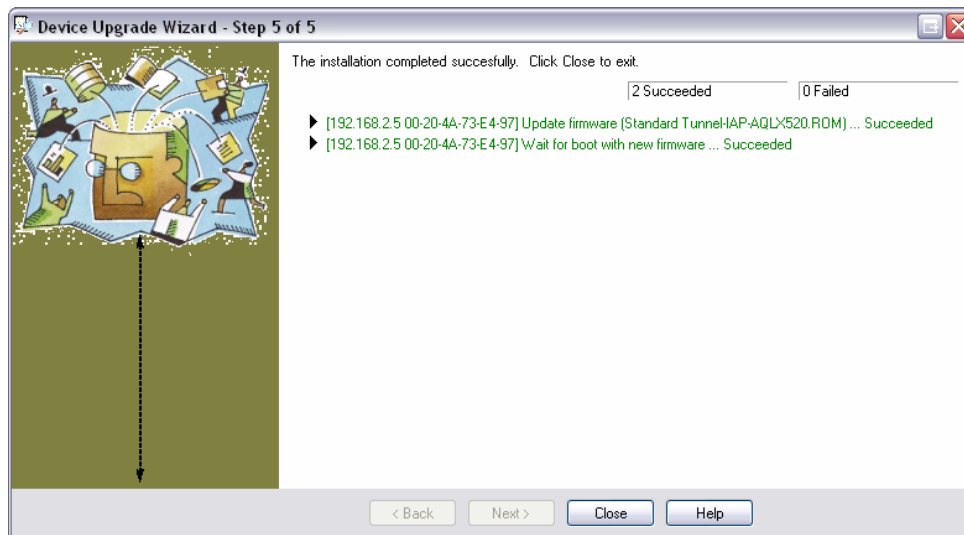 Device Upgrade Wizard - Step 5 of 5
The installation completed succesfully. Click Close to exit.
2 Succeeded 0 Failed
[192.168.2.5 00-20-4A-73-E4-97] Update firmware (Standard Tunnel-IAP-AQLX520.ROM) ... Succeeded
[192.168.2.5 00-20-4A-73-E4-97] Wait for boot with new firmware ... Succeeded
< Back Next > Close Help